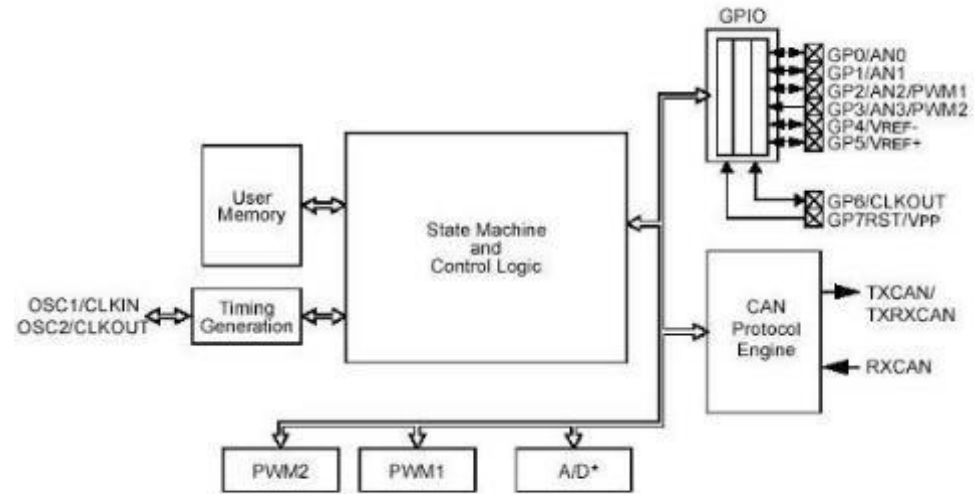 GPIO
GP0/AN0
GP1/AN1
GP2/AN2/PWM1
GP3/AN3/PWM2
GP4/VREF-
GP5/VREF+
GP6/CLKOUT
GP7RST/VPP
User
Memory
State Machine
and
Control Logic
OSC1/CLKIN
OSC2/CLKOUT
Timing
Generation
CAN
Protocol
Engine
TXCAN/
TXRXCAN
RXCAN
PWM2
PWM1
A/D*